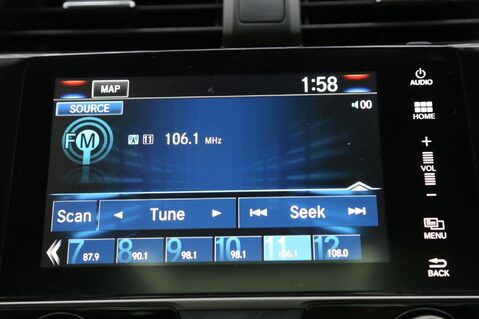 MAP
1:58
AUDIO
SOURCE
00
HOME
FM
106.1 MHz
+
VOL
-
Scan
Tune
Seek
MENU
7 87.9
8 90.1
9 98.1
10 98.1
11 106.1
12 108.0
BACK